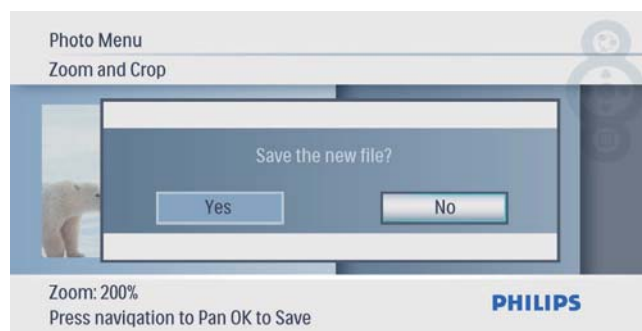 Photo Menu
Zoom and Crop
Save the new file?
Yes
No
Zoom: 200%
Press navigation to Pan OK to Save
PHILIPS